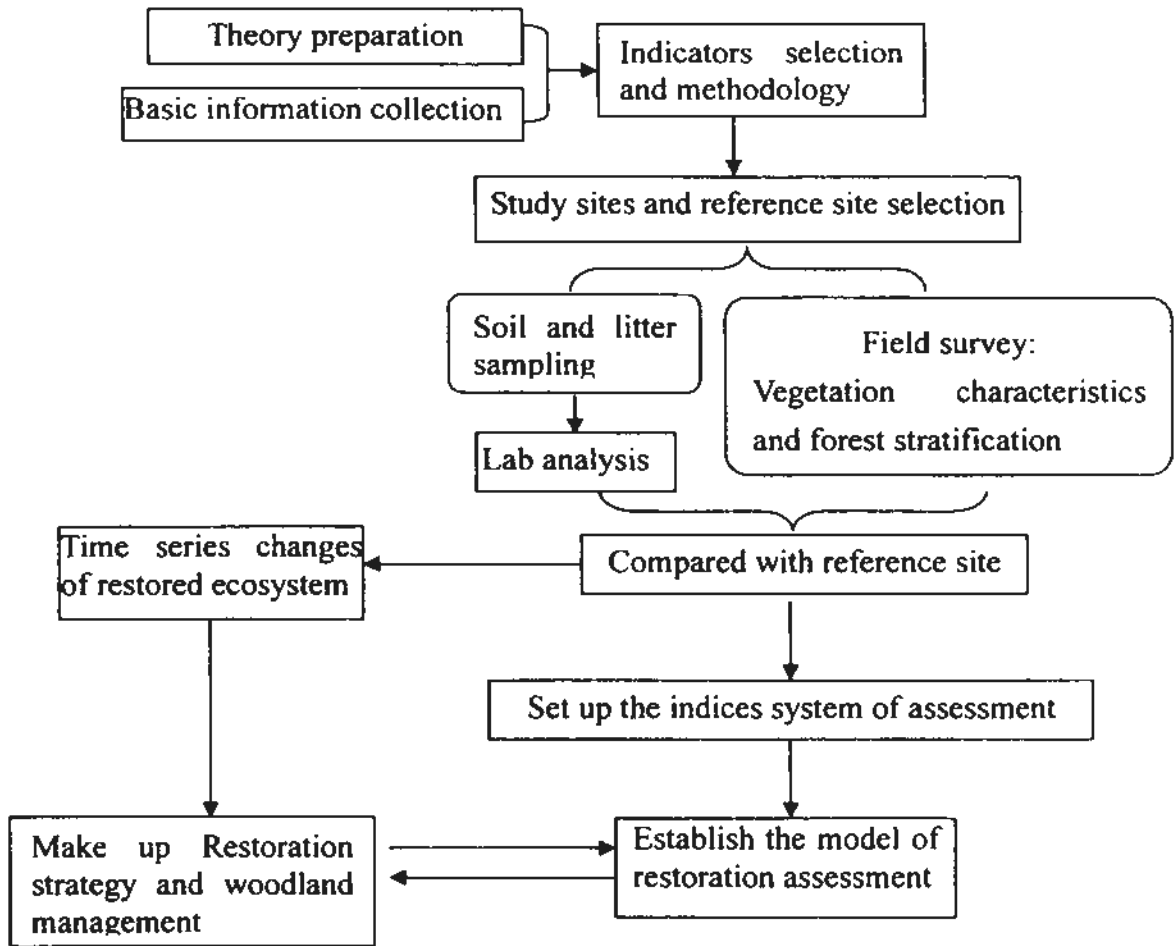 Theory preparation
Basic information collection
Indicators selection
and methodology
Study sites and reference site selection
Soil and litter
sampling
Lab analysis
Field survey:
Vegetation characteristics
and forest stratification
Compared with reference site
Time series changes
of restored ecosystem
Set up the indices system of assessment
Make up Restoration
strategy and woodland
management
Establish the model of
restoration assessment